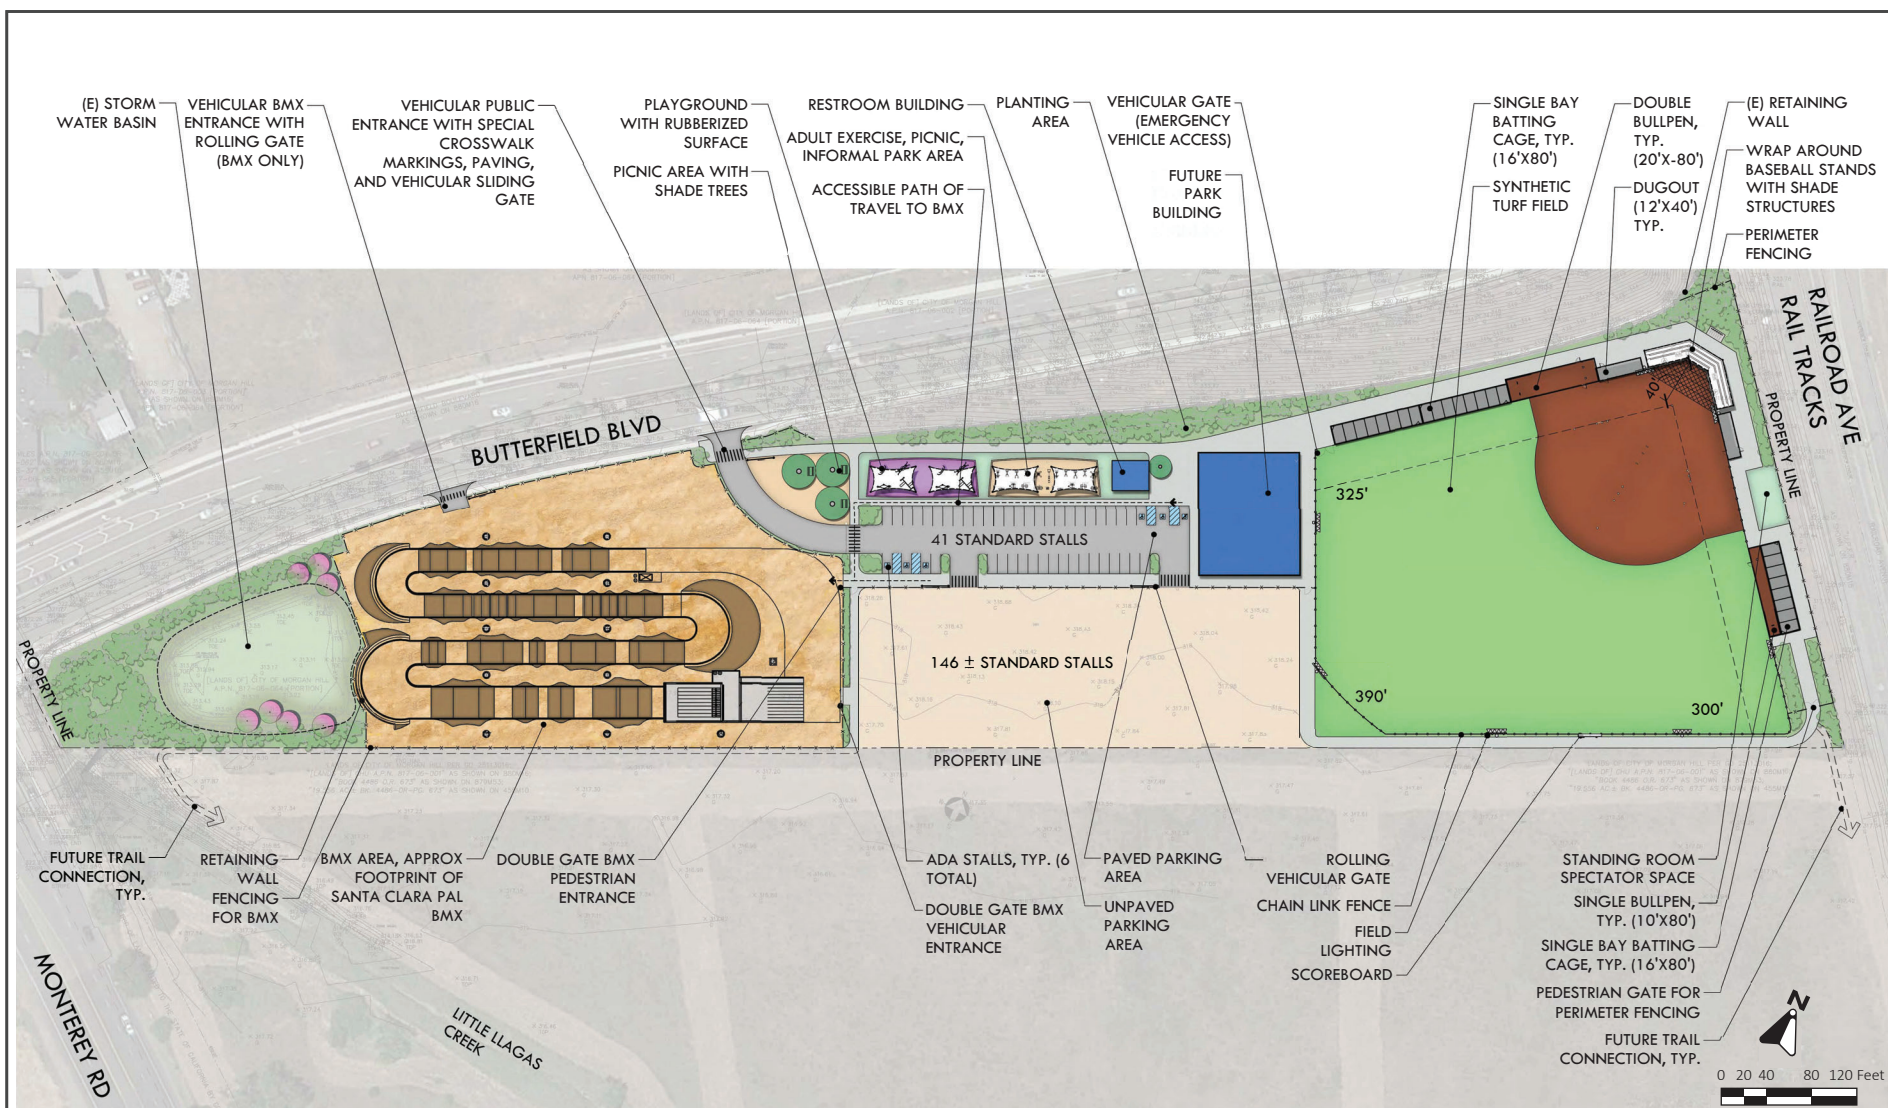 (E) STORM
WATER BASIN
VEHICULAR BMX
ENTRANCE WITH
ROLLING GATE
(BMX ONLY)
VEHICULAR PUBLIC
ENTRANCE WITH SPECIAL
CROSSWALK
MARKINGS, PAVING,
AND VEHICULAR SLIDING
GATE
PLAYGROUND
WITH RUBBERIZED
SURFACE
PICNIC AREA WITH
SHADE TREES
RESTROOM BUILDING
ADULT EXERCISE, PICNIC,
INFORMAL PARK AREA
ACCESSIBLE PATH OF
TRAVEL TO BMX
PLANTING
AREA
VEHICULAR GATE
(EMERGENCY
VEHICLE ACCESS)
FUTURE
PARK
BUILDING
SINGLE BAY
BATTING
CAGE, TYP.
(16'X80')
SYNTHETIC
TURF FIELD
DOUBLE
BULLPEN,
TYP.
(20'X-80')
DUGOUT
(12'X40')
TYP.
(E) RETAINING
WALL
WRAP AROUND
BASEBALL STANDS
WITH SHADE
STRUCTURES
PERIMETER
FENCING
RAILROAD AVE
RAIL TRACKS
PROPERTY LINE
BUTTERFIELD BLVD
40'
325'
390'
300'
41 STANDARD STALLS
146 ± STANDARD STALLS
PROPERTY LINE
PROPERTY LINE
FUTURE TRAIL
CONNECTION,
TYP.
RETAINING
WALL
FENCING
FOR BMX
BMX AREA, APPROX
FOOTPRINT OF
SANTA CLARA PAL
BMX
DOUBLE GATE BMX
PEDESTRIAN
ENTRANCE
ADA STALLS, TYP. (6
TOTAL)
DOUBLE GATE BMX
VEHICULAR
ENTRANCE
PAVED PARKING
AREA
UNPAVED
PARKING
AREA
ROLLING
VEHICULAR GATE
CHAIN LINK FENCE
FIELD
LIGHTING
SCOREBOARD
STANDING ROOM
SPECTATOR SPACE
SINGLE BULLPEN,
TYP. (10'X80')
SINGLE BAY BATTING
CAGE, TYP. (16'X80')
PEDESTRIAN GATE FOR
PERIMETER FENCING
FUTURE TRAIL
CONNECTION, TYP.
MONTEREY RD
LITTLE LLAGAS
CREEK
N
0 20 40 80 120 Feet